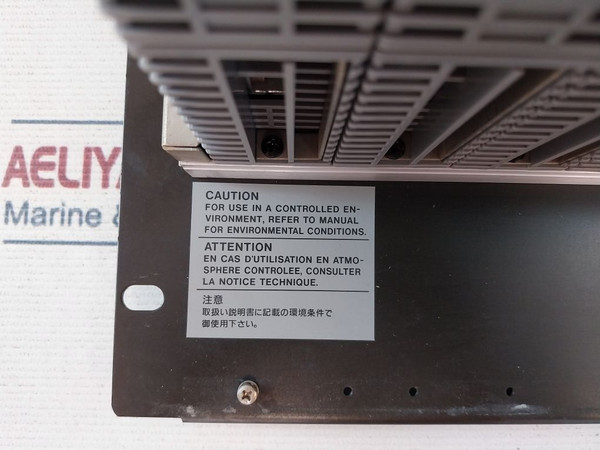 AELIY
Marine &
CAUTION
FOR USE IN A CONTROLLED EN-
VIRONMENT, REFER TO MANUAL
FOR ENVIRONMENTAL CONDITIONS.
ATTENTION
EN CAS D'UTILISATION EN ATMO-
SPHERE CONTROLEE, CONSULTER
LA NOTICE TECHNIQUE.
注意
取扱い説明書に記載の環境条件で
御使用下さい。